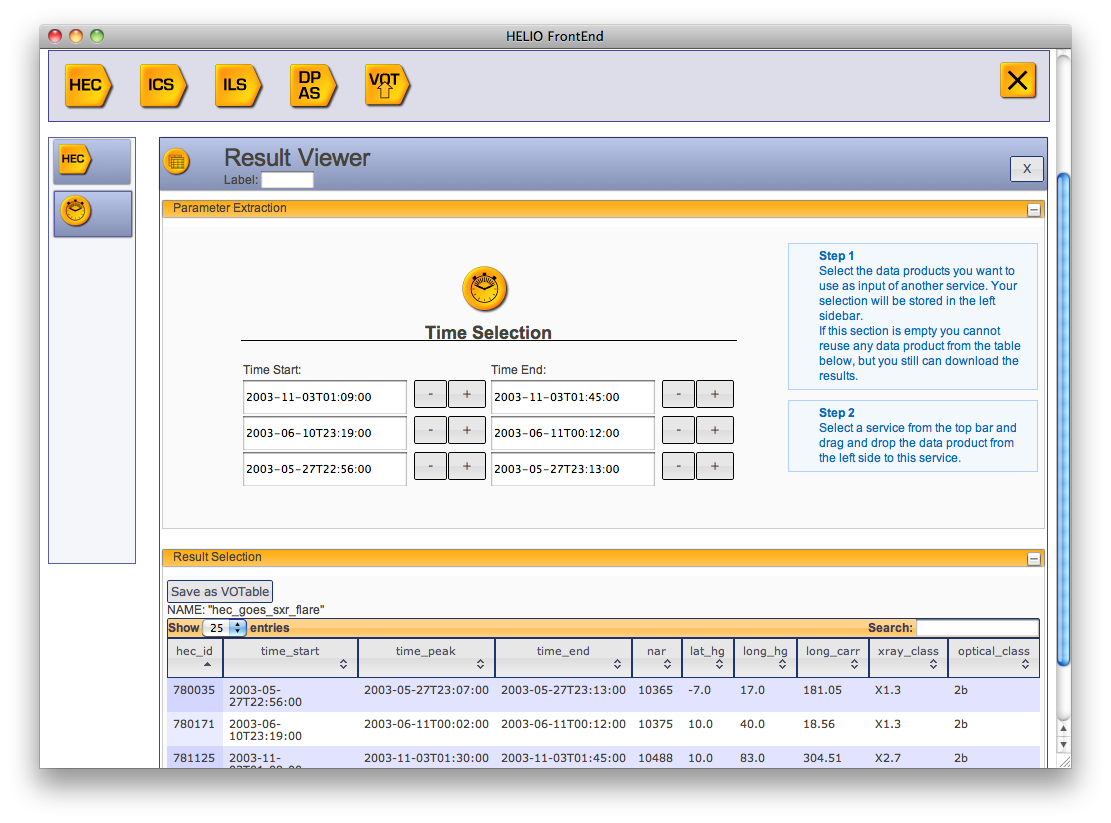 HELIO FrontEnd
HEC
ICS
ILS
DP
AS
VOT
HEC
Result Viewer
Label:
X
Parameter Extraction
Time Selection
Time Start:
Time End:
2003-11-03T01:09:00 - + 2003-11-03T01:45:00 - +
2003-06-10T23:19:00 - + 2003-06-11T00:12:00 - +
2003-05-27T22:56:00 - + 2003-05-27T23:13:00 - +
Step 1
Select the data products you want to
use as input of another service. Your
selection will be stored in the left
sidebar.
If this section is empty you cannot
reuse any data product from the table
below, but you still can download the
results.
Step 2
Select a service from the top bar and
drag and drop the data product from
the left side to this service.
Result Selection
Save as VOTable
NAME: "hec_goes_sxr_flare"
Show 25 entries Search:
hec_id time_start time_peak time_end nar lat_hg long_hg long_carr xray_class optical_class
780035 2003-05-27T22:56:00 2003-05-27T23:07:00 2003-05-27T23:13:00 10365 -7.0 17.0 181.05 X1.3 2b
780171 2003-06-10T23:19:00 2003-06-11T00:02:00 2003-06-11T00:12:00 10375 10.0 40.0 18.56 X1.3 2b
781125 2003-11- 2003-11-03T01:30:00 2003-11-03T01:45:00 10488 10.0 83.0 304.51 X2.7 2b